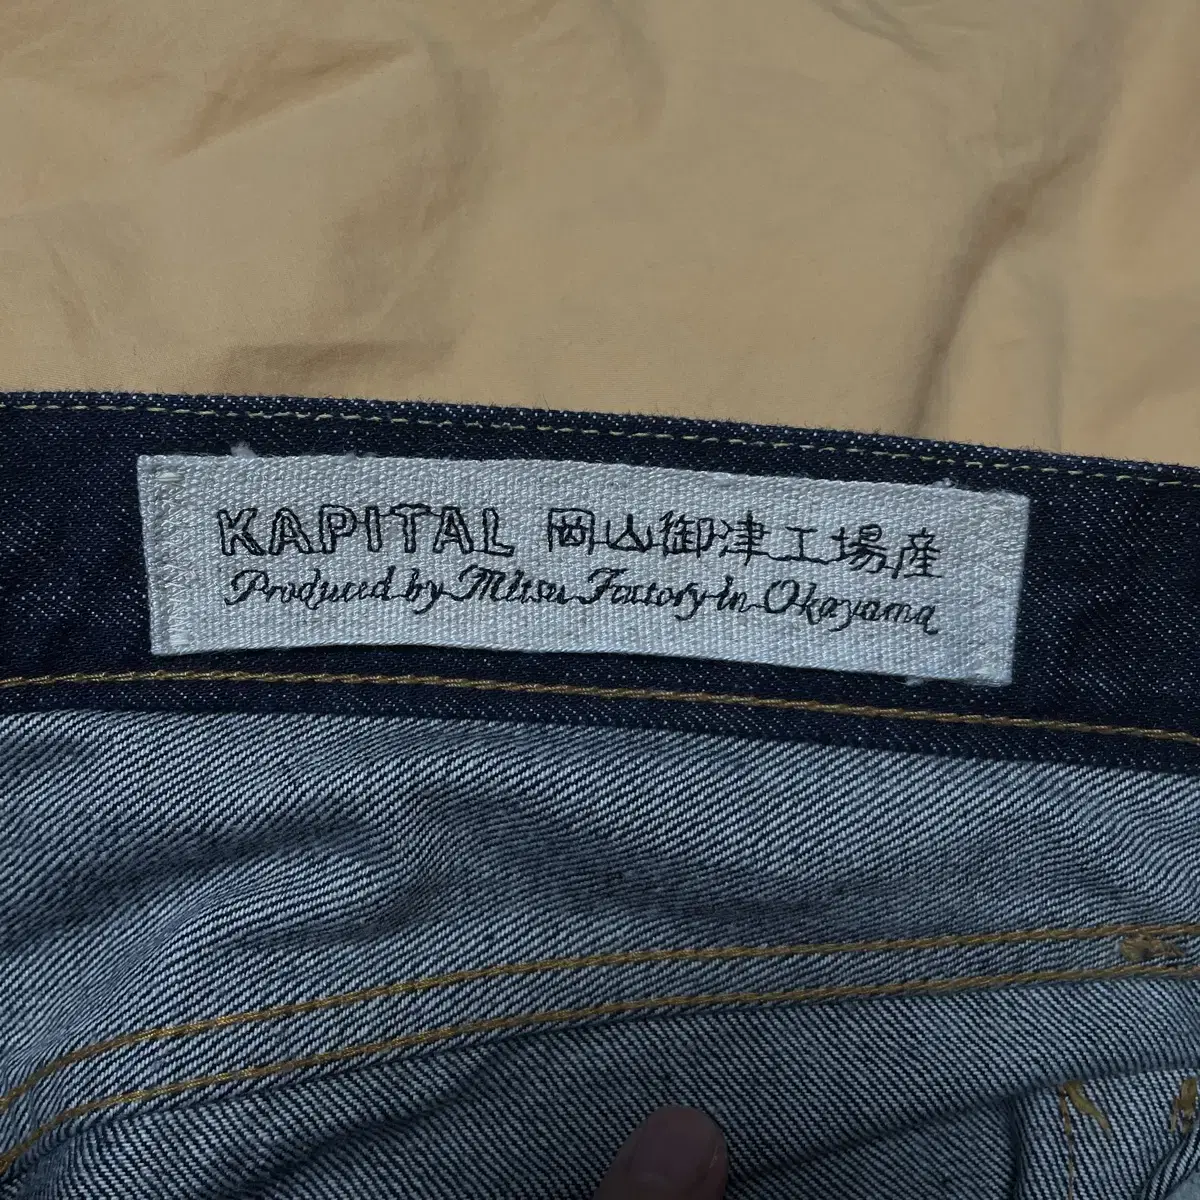 KAPITAL 岡山御津工場産
Produced by Mitsu Factory in Okayama